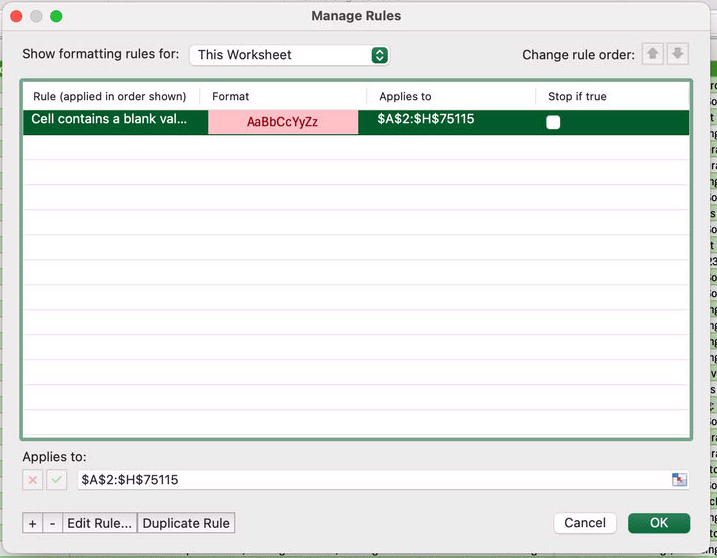 Manage Rules
Show formatting rules for: This Worksheet Change rule order:
Rule (applied in order shown) Format Applies to Stop if true
Cell contains a blank val... AaBbCcYyZz $A$2:$H$75115
Applies to:
$A$2:$H$75115
+ - Edit Rule... Duplicate Rule Cancel OK